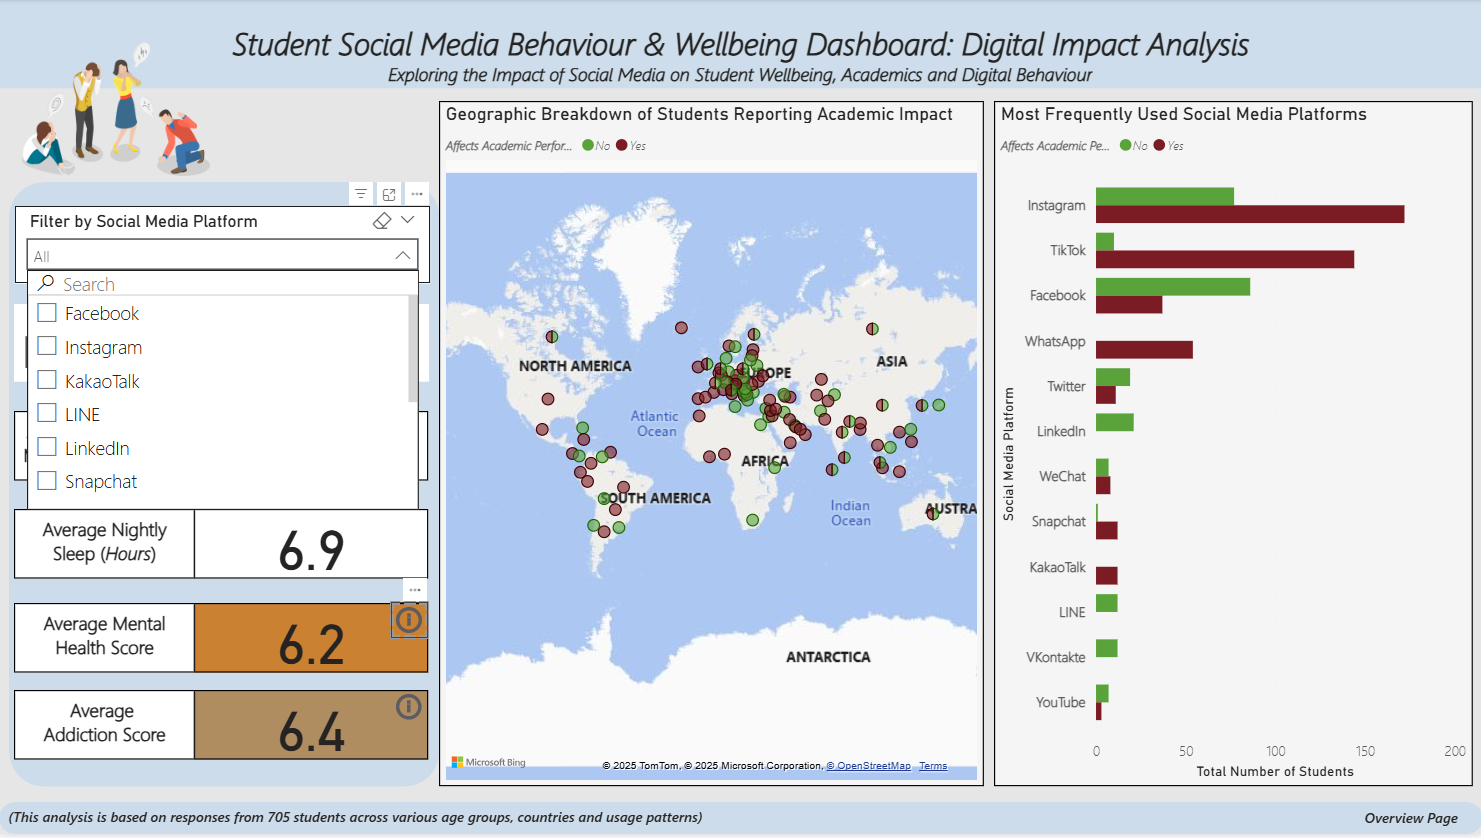 Student Social Media Behaviour & Wellbeing Dashboard: Digital Impact Analysis
Exploring the Impact of Social Media on Student Wellbeing, Academics and Digital Behaviour
Filter by Social Media Platform
All
Search
Facebook
Instagram
KakaoTalk
LINE
LinkedIn
Snapchat
Average Nightly
Sleep (Hours)
6.9
Average Mental
Health Score
6.2
Average
Addiction Score
6.4
Geographic Breakdown of Students Reporting Academic Impact
Affects Academic Perfor... No Yes
NORTH AMERICA
EUROPE
ASIA
Atlantic
Ocean
AFRICA
SOUTH AMERICA
Indian
Ocean
AUSTRA
ANTARCTICA
Microsoft Bing
© 2025 TomTom, © 2025 Microsoft Corporation, © OpenStreetMap Terms
Most Frequently Used Social Media Platforms
Affects Academic Pe... No Yes
Social Media Platform
Instagram
TikTok
Facebook
WhatsApp
Twitter
LinkedIn
WeChat
Snapchat
KakaoTalk
LINE
VKontakte
YouTube
0 50 100 150 200
Total Number of Students
(This analysis is based on responses from 705 students across various age groups, countries and usage patterns)
Overview Page